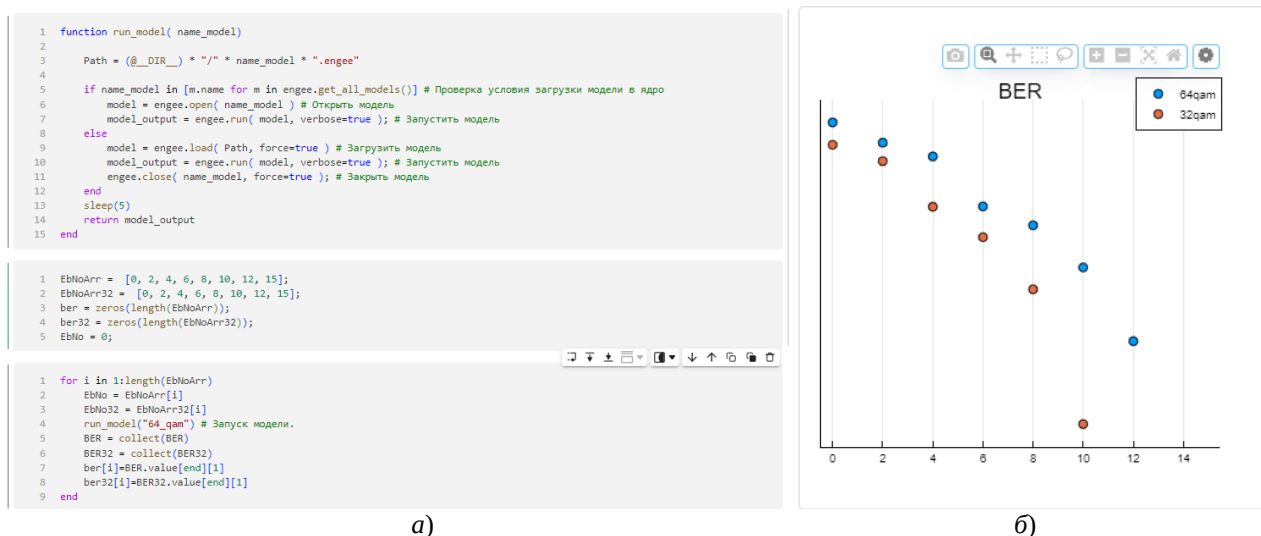 1 function run_model( name_model)
2
3 Path = (@__DIR__) * "/" * name_model * ".engee"
4
5 if name_model in [m.name for m in engee.get_all_models()] # Проверка условия загрузки модели в ядро
6 model = engee.open( name_model ) # Открыть модель
7 model_output = engee.run( model, verbose=true ); # Запустить модель
8 else
9 model = engee.load( Path, force=true ) # Загрузить модель
10 model_output = engee.run( model, verbose=true ); # Запустить модель
11 engee.close( name_model, force=true ); # Закрыть модель
12 end
13 sleep(5)
14 return model_output
15 end
1 EbNoArr = [0, 2, 4, 6, 8, 10, 12, 15];
2 EbNoArr32 = [0, 2, 4, 6, 8, 10, 12, 15];
3 ber = zeros(length(EbNoArr));
4 ber32 = zeros(length(EbNoArr32));
5 EbNo = 0;
1 for i in 1:length(EbNoArr)
2 EbNo = EbNoArr[i]
3 EbNo32 = EbNoArr32[i]
4 run_model("64_qam") # Запуск модели.
5 BER = collect(BER)
6 BER32 = collect(BER32)
7 ber[i]=BER.value[end][1]
8 ber32[i]=BER32.value[end][1]
9 end
а)
BER
64qam
32qam
0 2 4 6 8 10 12 14
б)